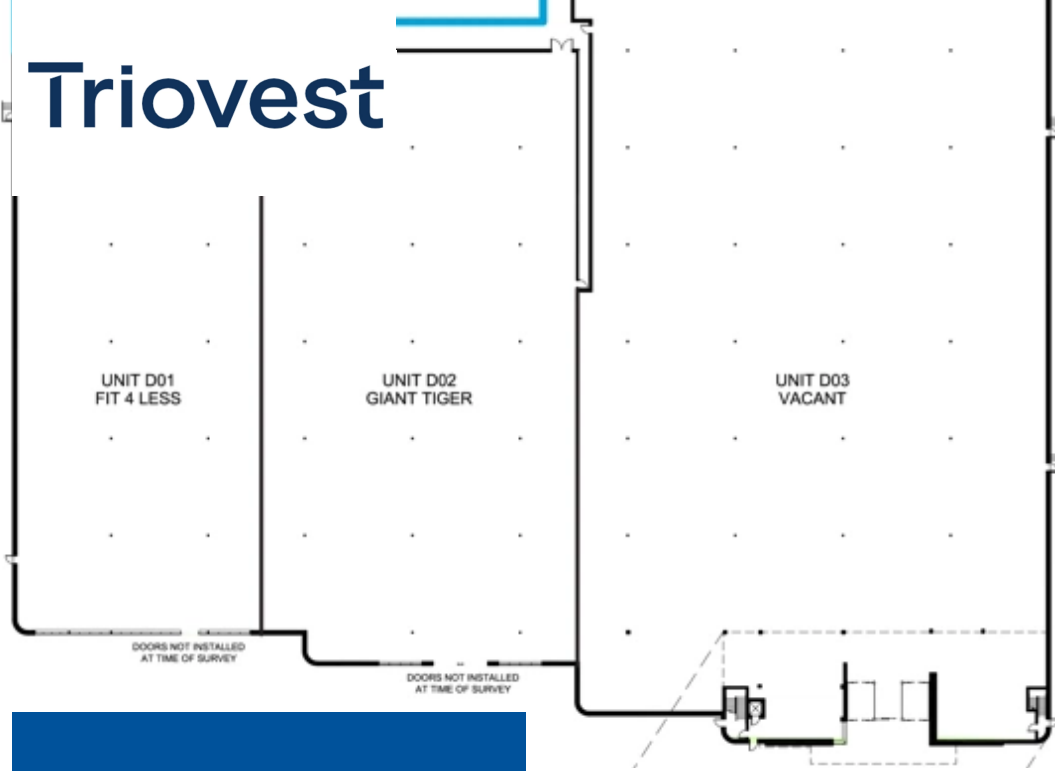 Triovest
UNIT D01
FIT 4 LESS
UNIT D02
GIANT TIGER
UNIT D03
VACANT
DOORS NOT INSTALLED
AT TIME OF SURVEY
DOORS NOT INSTALLED
AT TIME OF SURVEY